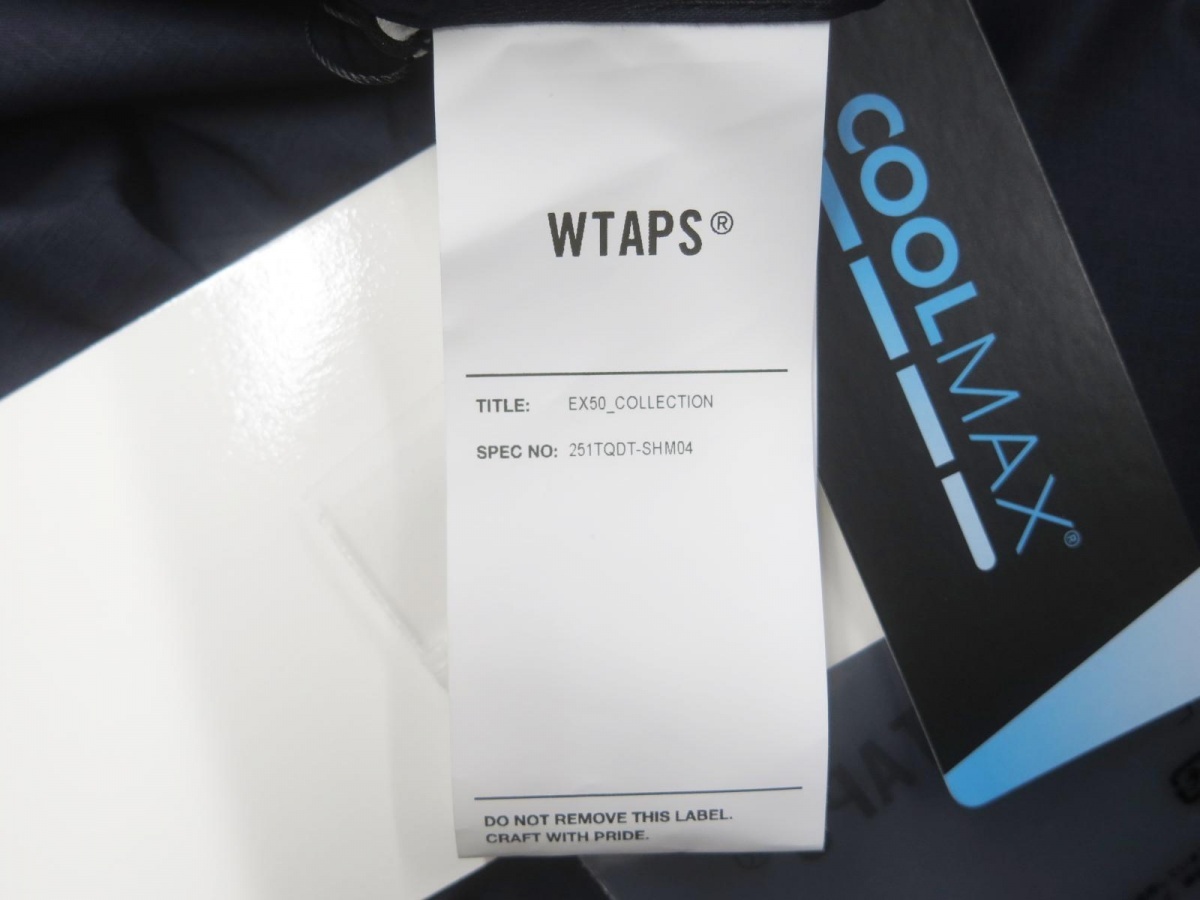 WTAPS®
TITLE: EX50_COLLECTION
SPEC NO: 251TQDT-SHM04
DO NOT REMOVE THIS LABEL.
CRAFT WITH PRIDE.
COOLMAX®